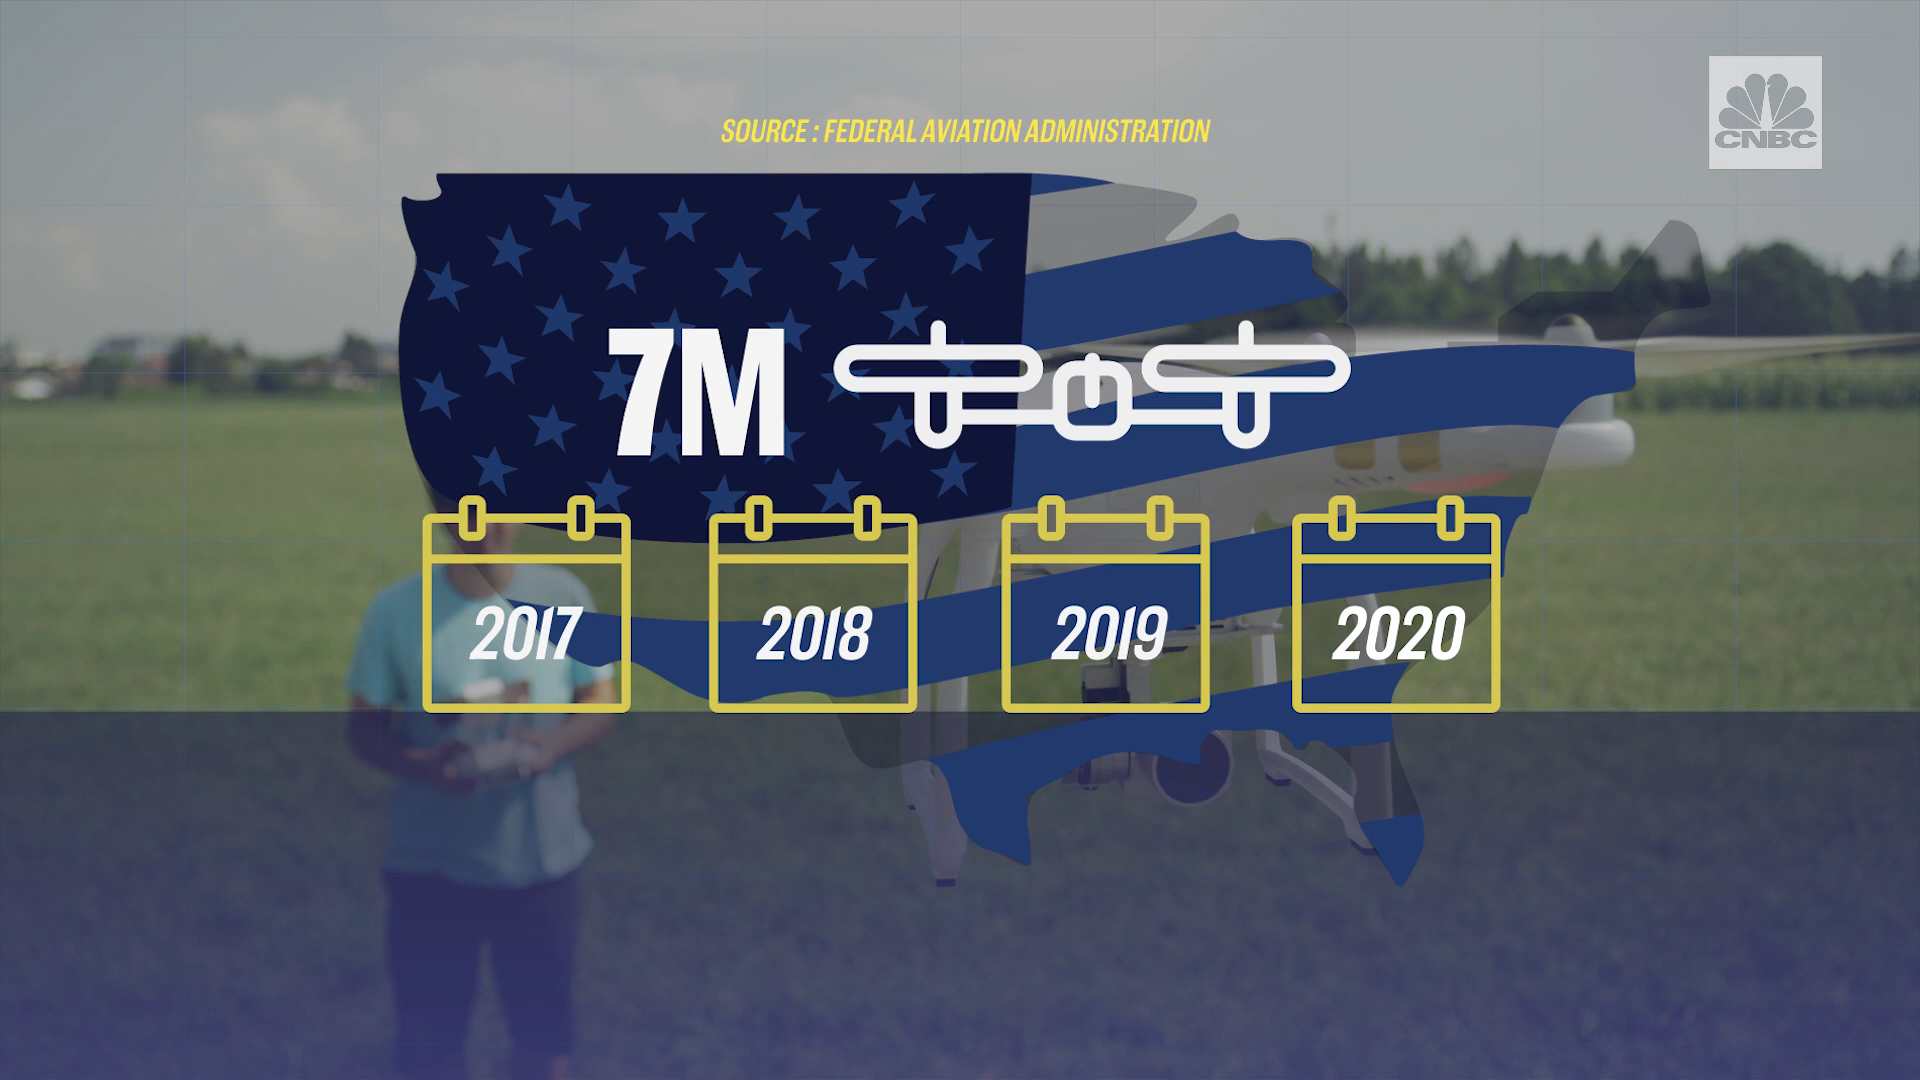 CNBC
SOURCE : FEDERAL AVIATION ADMINISTRATION
7M
2017
2018
2019
2020